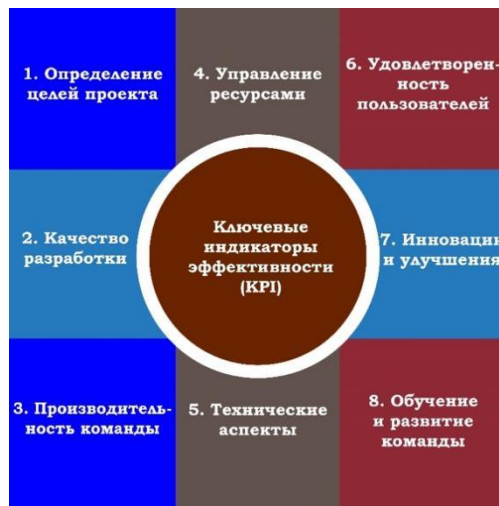 1. Определение
целей проекта
4. Управление
ресурсами
6. Удовлетворен-
ность
пользователей
2. Качество
разработки
Ключевые
индикаторы
эффективности
(KPI)
7. Инновации
и улучшения
3. Производитель-
ность команды
5. Технические
аспекты
8. Обучение
и развитие
команды